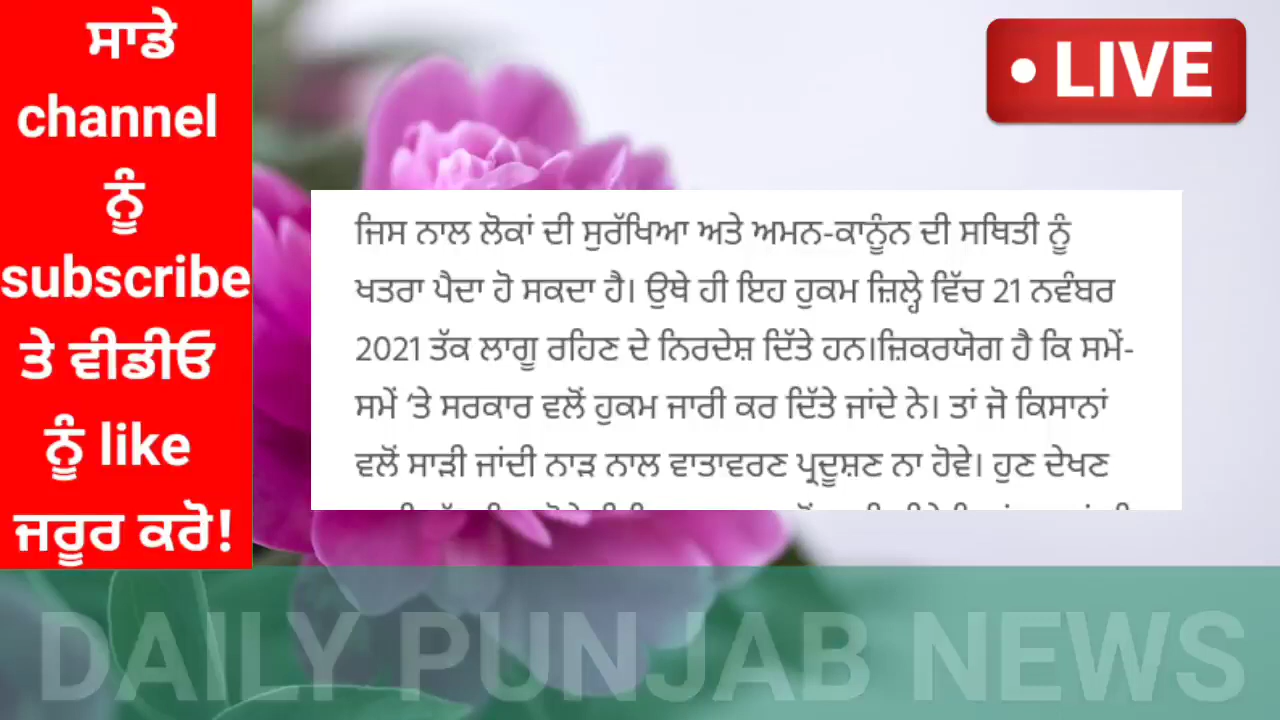 ਸਾਡੇ
channel
ਨੂੰ
subscribe
ਤੇ ਵੀਡੀਓ
ਨੂੰ like
ਜਰੂਰ ਕਰੋ!
• LIVE
ਜਿਸ ਨਾਲ ਲੋਕਾਂ ਦੀ ਸੁਰੱਖਿਆ ਅਤੇ ਅਮਨ-ਕਾਨੂੰਨ ਦੀ ਸਥਿਤੀ ਨੂੰ
ਖਤਰਾ ਪੈਦਾ ਹੋ ਸਕਦਾ ਹੈ। ਉਥੇ ਹੀ ਇਹ ਹੁਕਮ ਜ਼ਿਲ੍ਹੇ ਵਿੱਚ 21 ਨਵੰਬਰ
2021 ਤੱਕ ਲਾਗੂ ਰਹਿਣ ਦੇ ਨਿਰਦੇਸ਼ ਦਿੱਤੇ ਹਨ।ਜ਼ਿਕਰਯੋਗ ਹੈ ਕਿ ਸਮੇਂ-
ਸਮੇਂ ‘ਤੇ ਸਰਕਾਰ ਵਲੋਂ ਹੁਕਮ ਜਾਰੀ ਕਰ ਦਿੱਤੇ ਜਾਂਦੇ ਨੇ। ਤਾਂ ਜੋ ਕਿਸਾਨਾਂ
ਵਲੋਂ ਸਾੜੀ ਜਾਂਦੀ ਨਾੜ ਨਾਲ ਵਾਤਾਵਰਣ ਪ੍ਰਦੂਸ਼ਣ ਨਾ ਹੋਵੇ। ਹੁਣ ਦੇਖਣ
DAILY PUNJAB NEWS